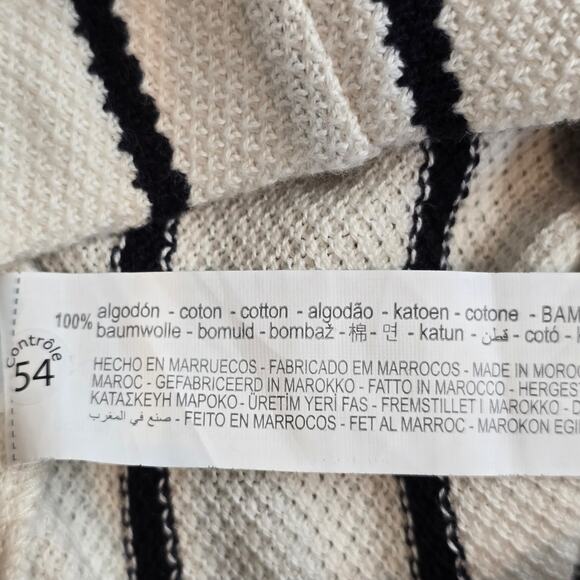 Contrôle
54
100% algodón - coton - cotton - algodão - katoen - cotone - BAM
baumwolle - bomuld - bombaž - 棉 - 면 - katun - قطن - cotó -
HECHO EN MARRUECOS - FABRICADO EM MARROCOS - MADE IN MOROC
MAROC - GEFABRICEERD IN MAROKKO - FATTO IN MAROCCO - HERGES
ΚΑΤΑΣΚΕΥΗ ΜΑΡΟΚΟ - ÜRETİM YERİ FAS - FREMSTILLET I MAROKKO - D
صنع في المغرب - FEITO EN MARROCOS - FET AL MARROC - MAROKON EGI